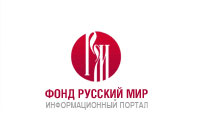 ФОНД РУССКИЙ МИР
ИНФОРМАЦИОННЫЙ ПОРТАЛ